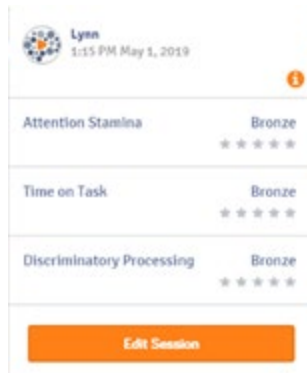 Lynn
1:15 PM May 1, 2019
Attention Stamina Bronze
Time on Task Bronze
Discriminatory Processing Bronze
Edit Session